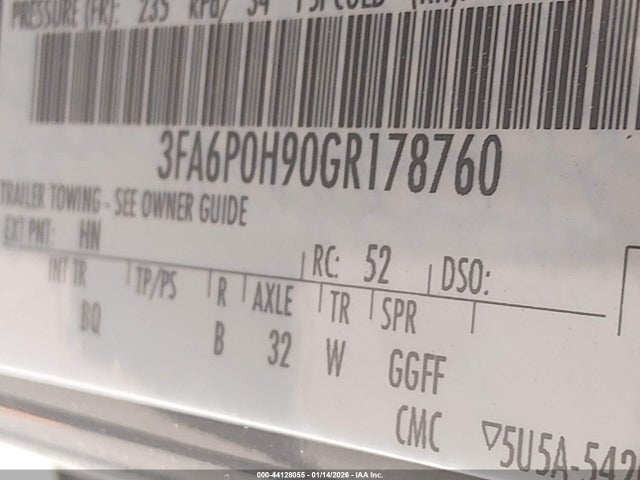 PRESSURE (FR): 235 KPa/ 34 PSI COLD
3FA6P0H90GR178760
TRAILER TOWING - SEE OWNER GUIDE
EXT PNT: HN RC: 52 DSO:
INT TR TP/PS R AXLE TR SPR
BQ B 32 W GGFF
CMC ▽5U5A-542
000-44128055 - 01/14/2026 - IAA Inc.